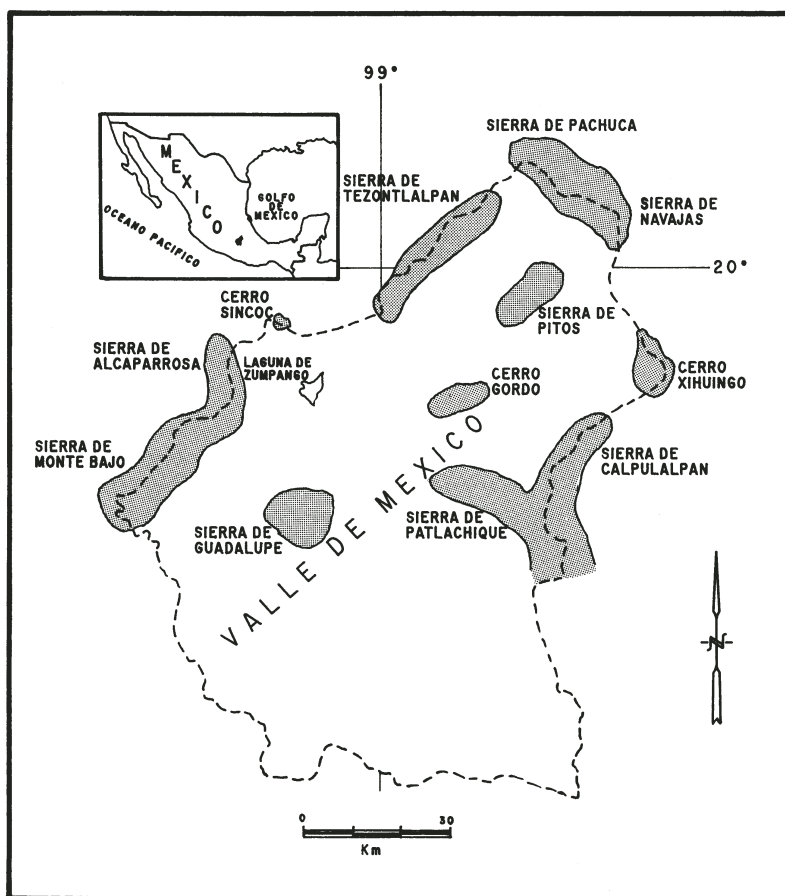 99°
SIERRA DE PACHUCA
MEXICO
GOLFO
DE
MEXICO
OCEANO PACIFICO
SIERRA DE
TEZONTLALPAN
SIERRA DE
NAVAJAS
20°
CERRO
SINCOC
SIERRA DE
PITOS
SIERRA DE
ALCAPARROSA
LAGUNA DE
ZUMPANGO
CERRO
GORDO
CERRO
XIHUINGO
SIERRA DE
MONTE BAJO
SIERRA DE
CALPULALPAN
SIERRA DE
GUADALUPE
SIERRA DE
PATLACHIQUE
VALLE DE MEXICO
N
0 30
Km